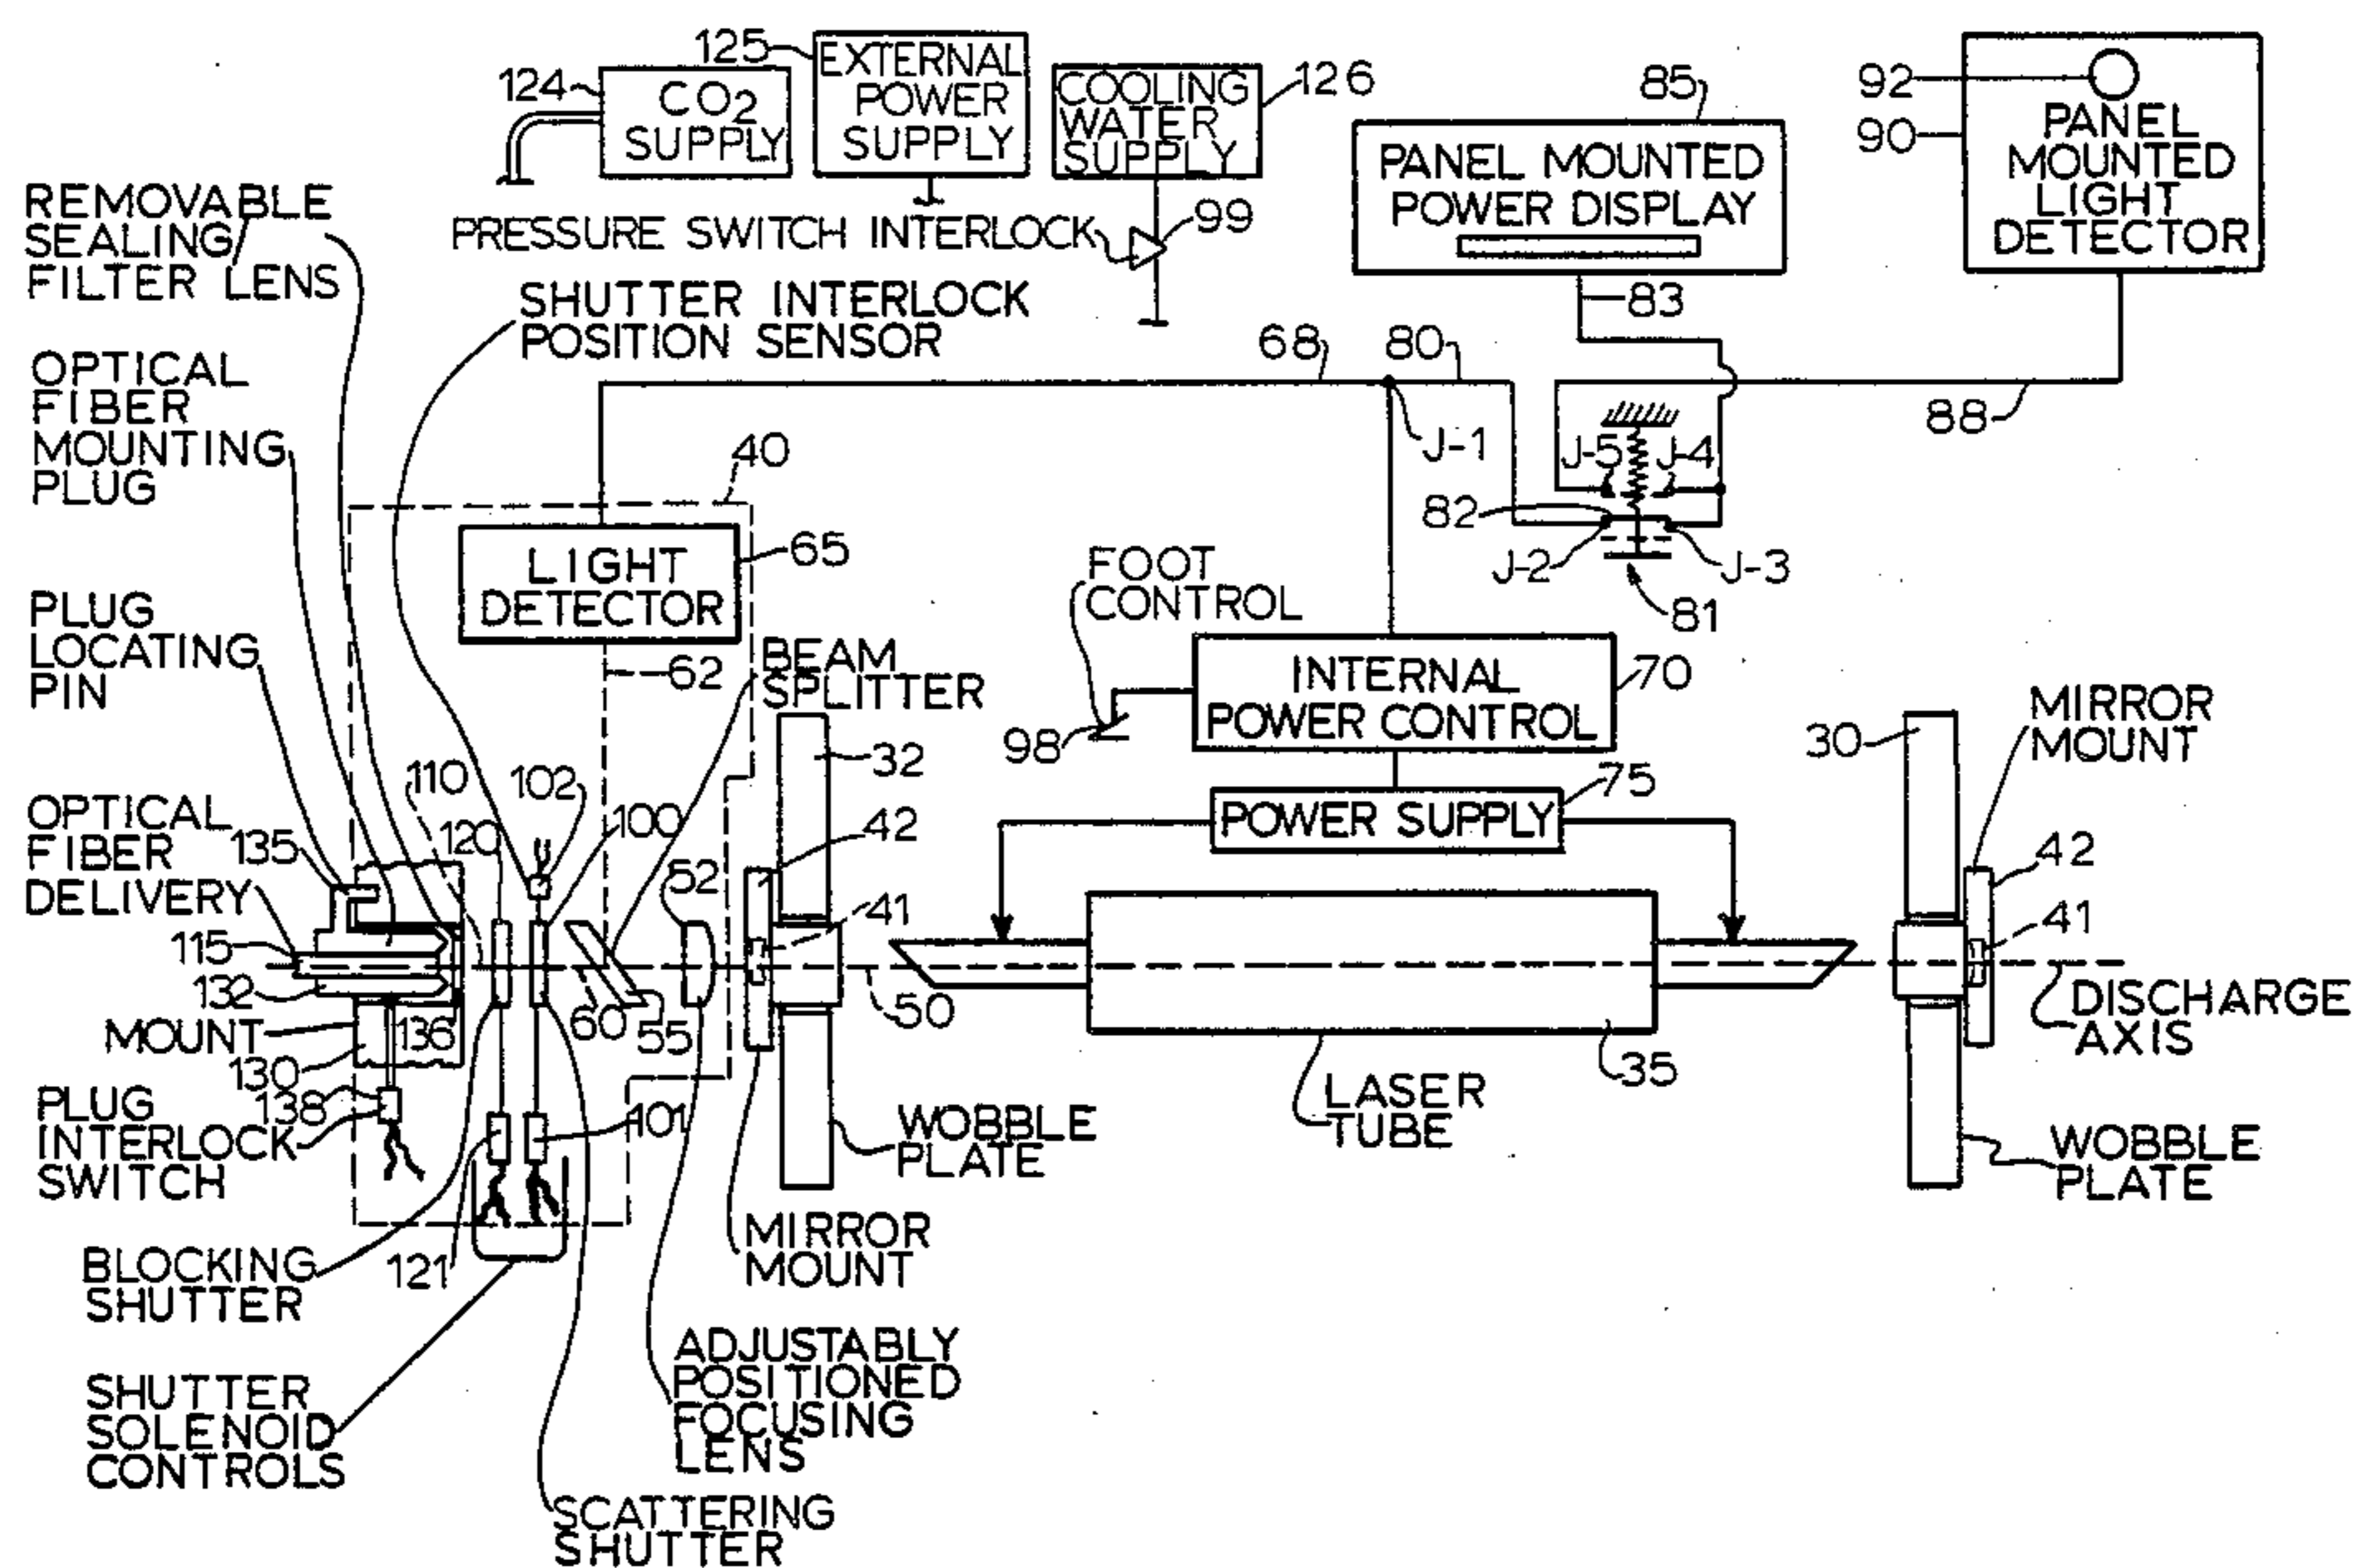 125
EXTERNAL
POWER
SUPPLY
124
CO2
SUPPLY
COOLING
WATER
SUPPLY
126
85
PANEL MOUNTED
POWER DISPLAY
92
90
PANEL
MOUNTED
LIGHT
DETECTOR
REMOVABLE
SEALING
FILTER LENS
PRESSURE SWITCH INTERLOCK
99
SHUTTER INTERLOCK
POSITION SENSOR
83
68
80
88
OPTICAL
FIBER
MOUNTING
PLUG
40
J-1
J-5
J-4
82
J-2
J-3
81
LIGHT
DETECTOR
65
FOOT
CONTROL
98
PLUG
LOCATING
PIN
62
BEAM
SPLITTER
INTERNAL
POWER CONTROL
70
MIRROR
MOUNT
30
32
POWER SUPPLY
75
OPTICAL
FIBER
DELIVERY
135
110
120
102
100
52
42
41
42
41
115
132
MOUNT
130
136
60
55
50
35
DISCHARGE
AXIS
PLUG
INTERLOCK
SWITCH
138
101
LASER
TUBE
WOBBLE
PLATE
WOBBLE
PLATE
MIRROR
MOUNT
BLOCKING
SHUTTER
121
SHUTTER
SOLENOID
CONTROLS
ADJUSTABLY
POSITIONED
FOCUSING
LENS
SCATTERING
SHUTTER